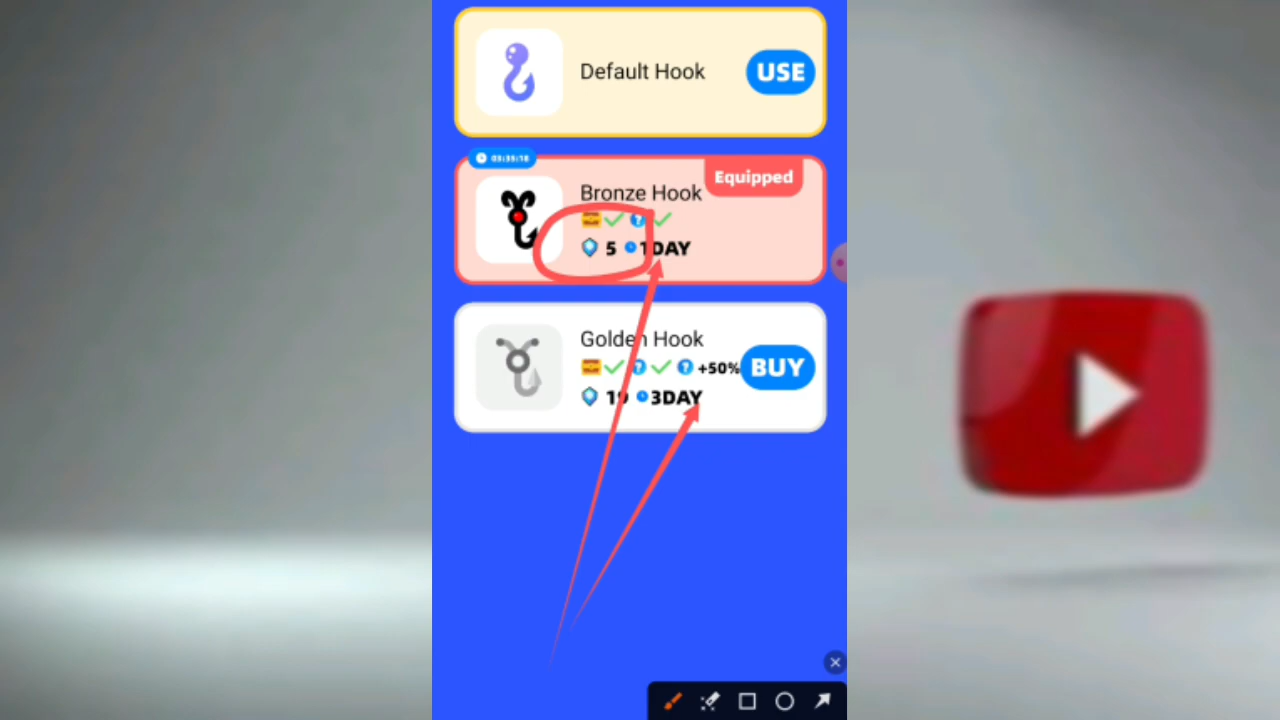 Default Hook
USE
Equipped
Bronze Hook
5 1DAY
Golden Hook
+50%
BUY
3DAY